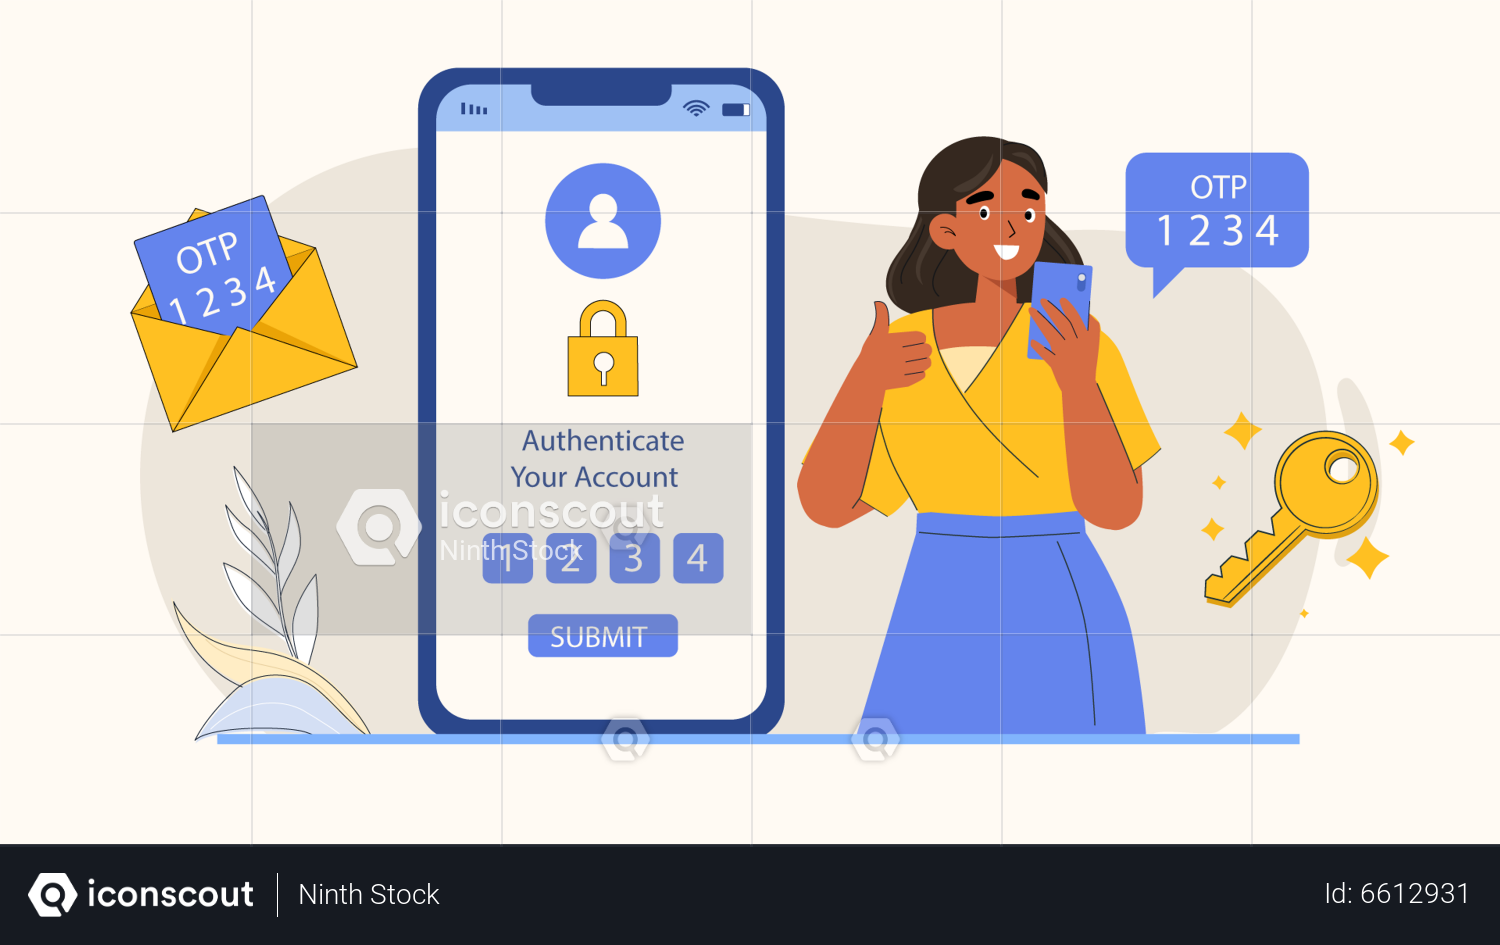 OTP
1 2 3 4
OTP
1 2 3 4
Authenticate
Your Account
iconscout
Ninth Stock
1 2 3 4
SUBMIT
iconscout
Ninth Stock
Id: 6612931